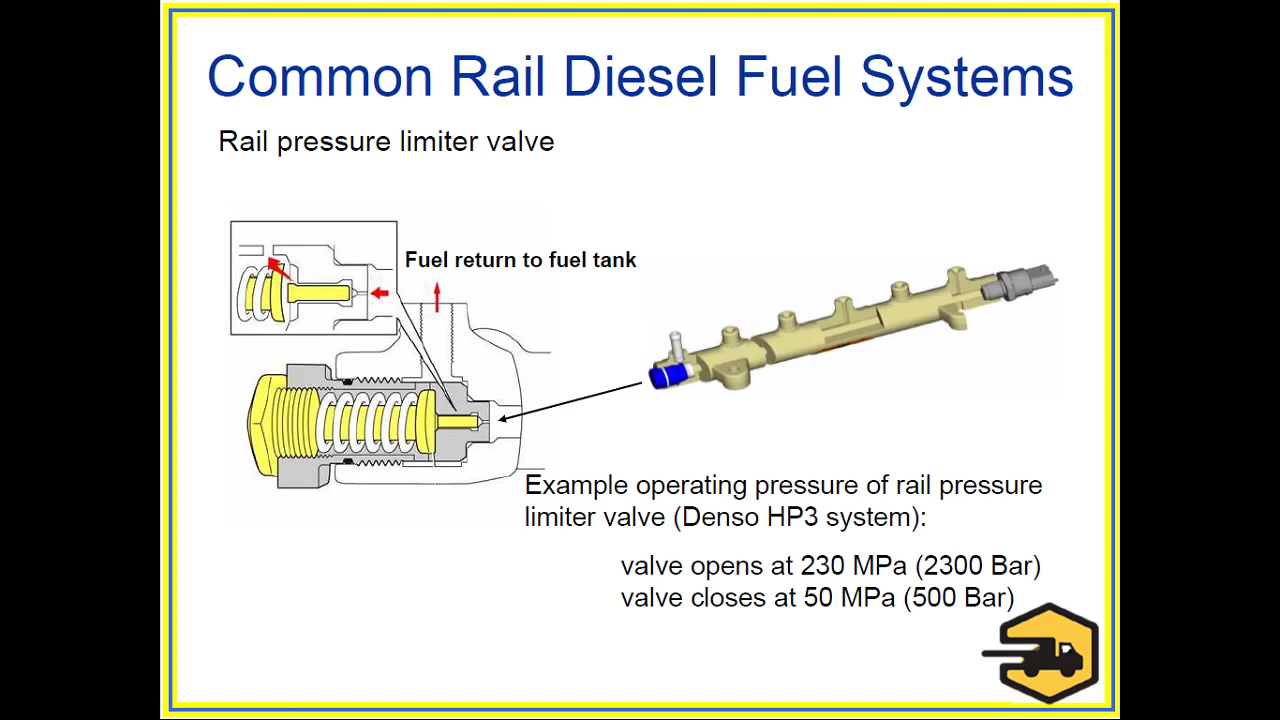 Common Rail Diesel Fuel Systems
Rail pressure limiter valve
Fuel return to fuel tank
Example operating pressure of rail pressure
limiter valve (Denso HP3 system):
valve opens at 230 MPa (2300 Bar)
valve closes at 50 MPa (500 Bar)